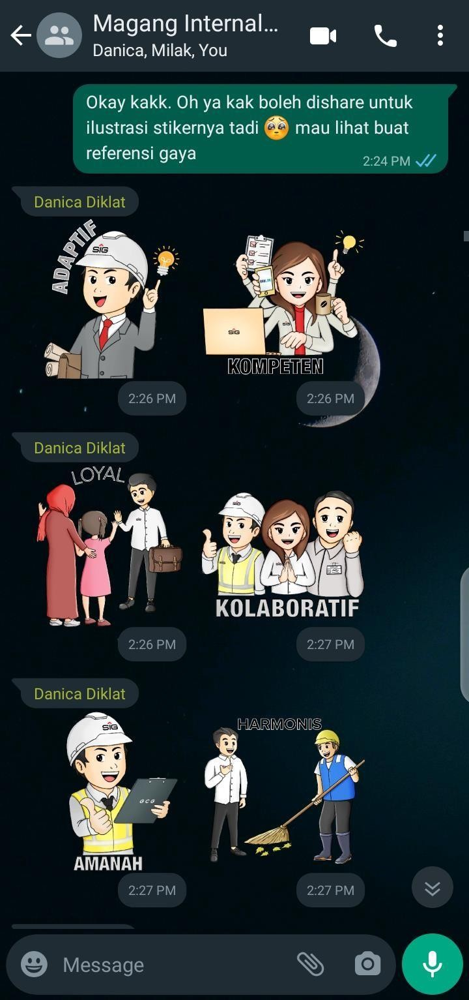 Magang Internal...
Danica, Milak, You
Okay kakk. Oh ya kak boleh dishare untuk
ilustrasi stikernya tadi 🥺 mau lihat buat
referensi gaya
2:24 PM
Danica Diklat
ADAPTIF
SIG
SIG
SIG
KOMPETEN
2:26 PM
2:26 PM
Danica Diklat
LOYAL
SIG
SIG
KOLABORATIF
2:26 PM
2:27 PM
Danica Diklat
SIG
GCG
AMANAH
HARMONIS
2:27 PM
2:27 PM
Message